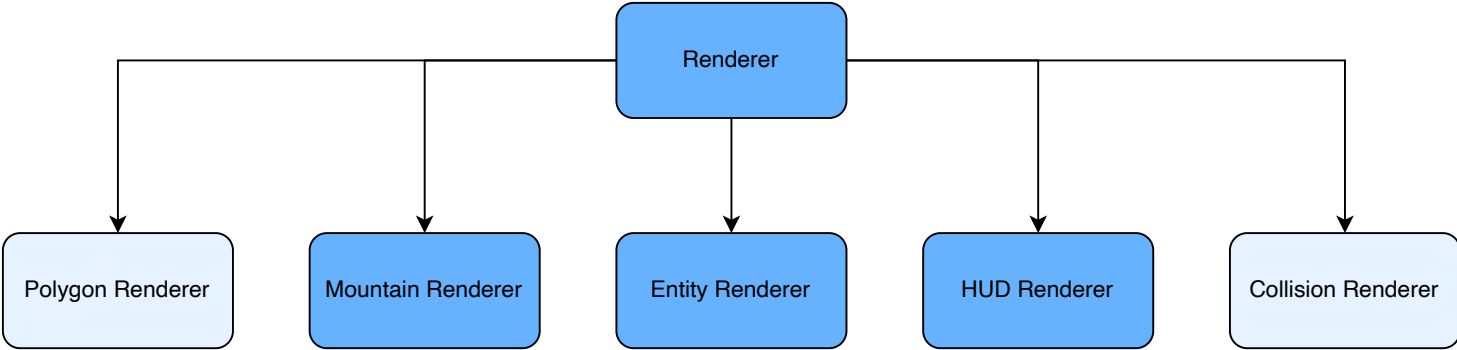 Renderer
Polygon Renderer
Mountain Renderer
Entity Renderer
HUD Renderer
Collision Renderer